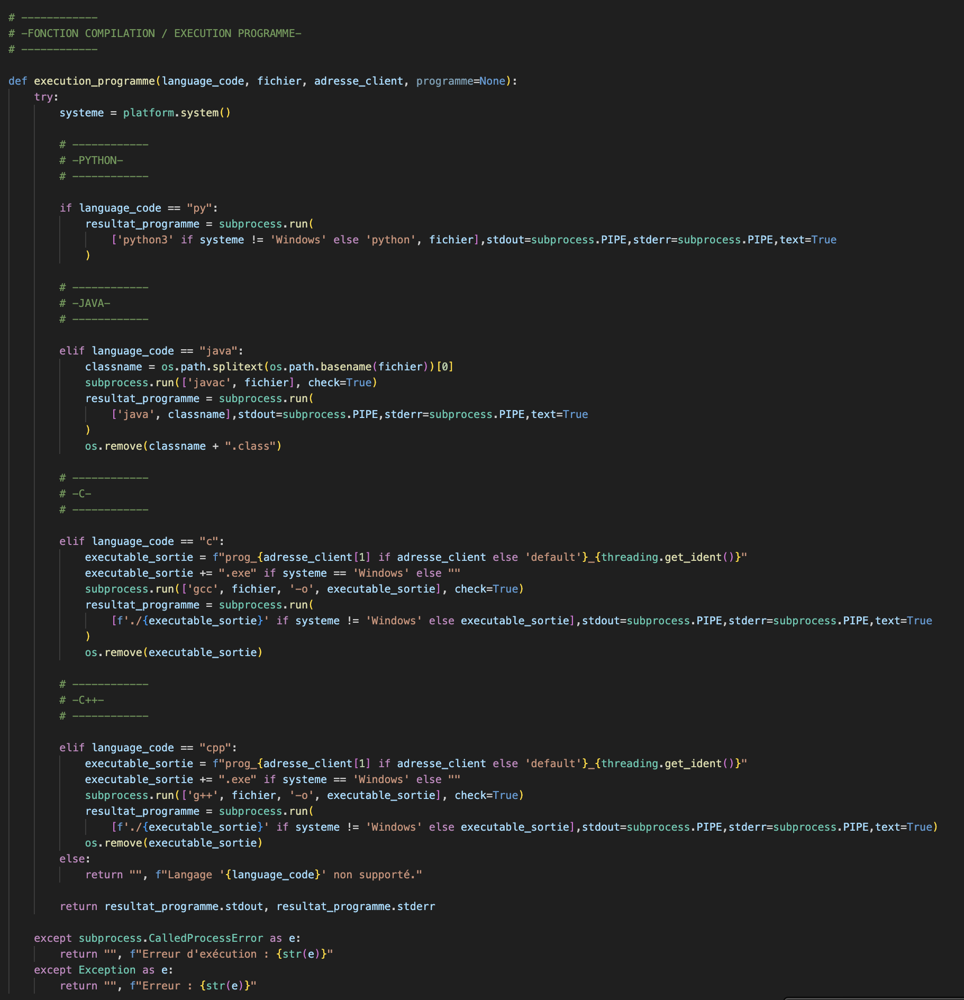 # ------------
# -FONCTION COMPILATION / EXECUTION PROGRAMME-
# ------------
def execution_programme(language_code, fichier, adresse_client, programme=None):
try:
systeme = platform.system()
# ------------
# -PYTHON-
# ------------
if language_code == "py":
resultat_programme = subprocess.run(
['python3' if systeme != 'Windows' else 'python', fichier],stdout=subprocess.PIPE,stderr=subprocess.PIPE,text=True
)
# ------------
# -JAVA-
# ------------
elif language_code == "java":
classname = os.path.splitext(os.path.basename(fichier))[0]
subprocess.run(['javac', fichier], check=True)
resultat_programme = subprocess.run(
['java', classname],stdout=subprocess.PIPE,stderr=subprocess.PIPE,text=True
)
os.remove(classname + ".class")
# ------------
# -C-
# ------------
elif language_code == "c":
executable_sortie = f"prog_{adresse_client[1] if adresse_client else 'default'}_{threading.get_ident()}"
executable_sortie += ".exe" if systeme == 'Windows' else ""
subprocess.run(['gcc', fichier, '-o', executable_sortie], check=True)
resultat_programme = subprocess.run(
[f'./{executable_sortie}' if systeme != 'Windows' else executable_sortie],stdout=subprocess.PIPE,stderr=subprocess.PIPE,text=True
)
os.remove(executable_sortie)
# ------------
# -C++-
# ------------
elif language_code == "cpp":
executable_sortie = f"prog_{adresse_client[1] if adresse_client else 'default'}_{threading.get_ident()}"
executable_sortie += ".exe" if systeme == 'Windows' else ""
subprocess.run(['g++', fichier, '-o', executable_sortie], check=True)
resultat_programme = subprocess.run(
[f'./{executable_sortie}' if systeme != 'Windows' else executable_sortie],stdout=subprocess.PIPE,stderr=subprocess.PIPE,text=True)
os.remove(executable_sortie)
else:
return "", f"Langage '{language_code}' non supporté."
return resultat_programme.stdout, resultat_programme.stderr
except subprocess.CalledProcessError as e:
return "", f"Erreur d'exécution : {str(e)}"
except Exception as e:
return "", f"Erreur : {str(e)}"